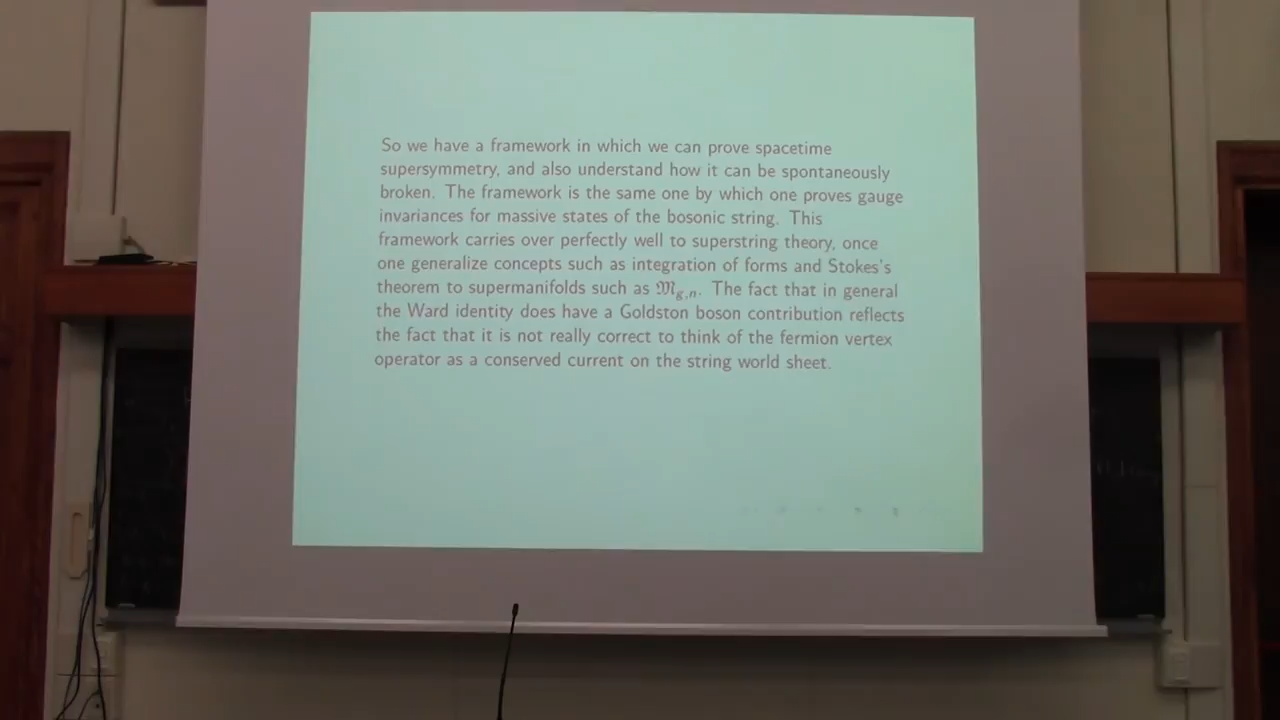 So we have a framework in which we can prove spacetime
supersymmetry, and also understand how it can be spontaneously
broken. The framework is the same one by which one proves gauge
invariances for massive states of the bosonic string. This
framework carries over perfectly well to superstring theory, once
one generalize concepts such as integration of forms and Stokes's
theorem to supermanifolds such as 𝔐g,n. The fact that in general
the Ward identity does have a Goldston boson contribution reflects
the fact that it is not really correct to think of the fermion vertex
operator as a conserved current on the string world sheet.